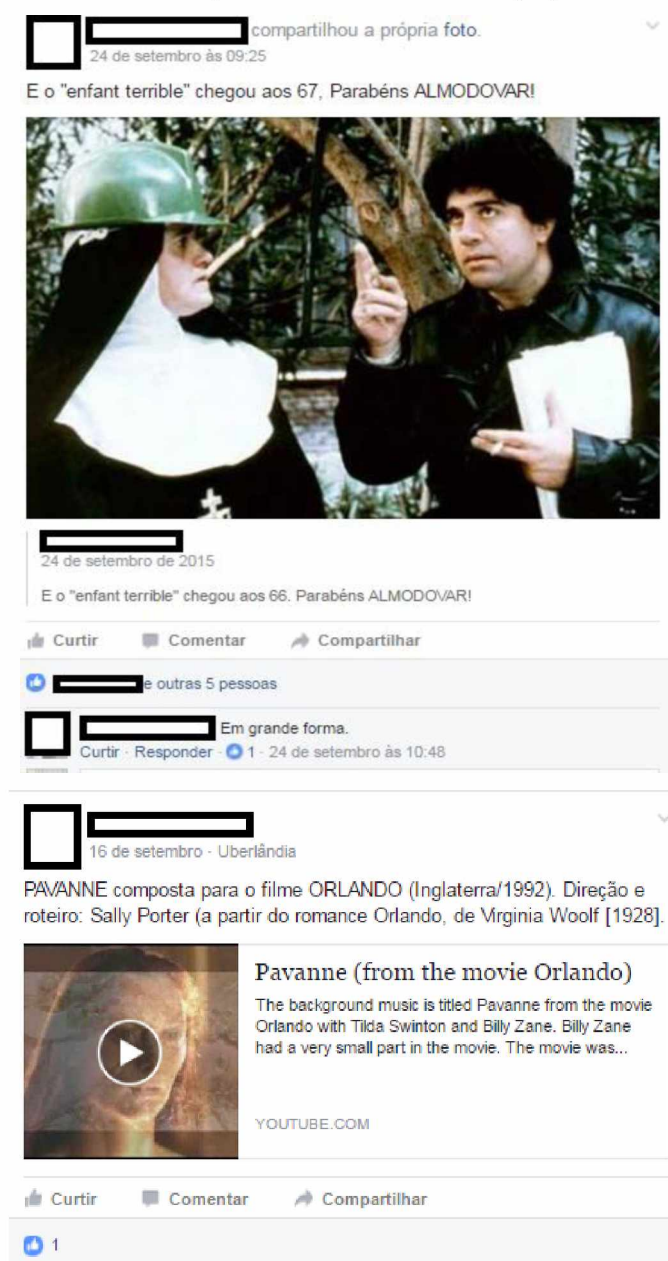 compartilhou a própria foto.
24 de setembro às 09:25
E o "enfant terrible" chegou aos 67, Parabéns ALMODOVAR!
24 de setembro de 2015
E o "enfant terrible" chegou aos 66. Parabéns ALMODOVAR!
Curtir Comentar Compartilhar
e outras 5 pessoas
Em grande forma.
Curtir · Responder · 1 · 24 de setembro às 10:48
16 de setembro · Uberlândia
PAVANNE composta para o filme ORLANDO (Inglaterra/1992). Direção e
roteiro: Sally Porter (a partir do romance Orlando, de Virginia Woolf [1928].
Pavanne (from the movie Orlando)
The background music is titled Pavanne from the movie
Orlando with Tilda Swinton and Billy Zane. Billy Zane
had a very small part in the movie. The movie was...
YOUTUBE.COM
Curtir Comentar Compartilhar
1